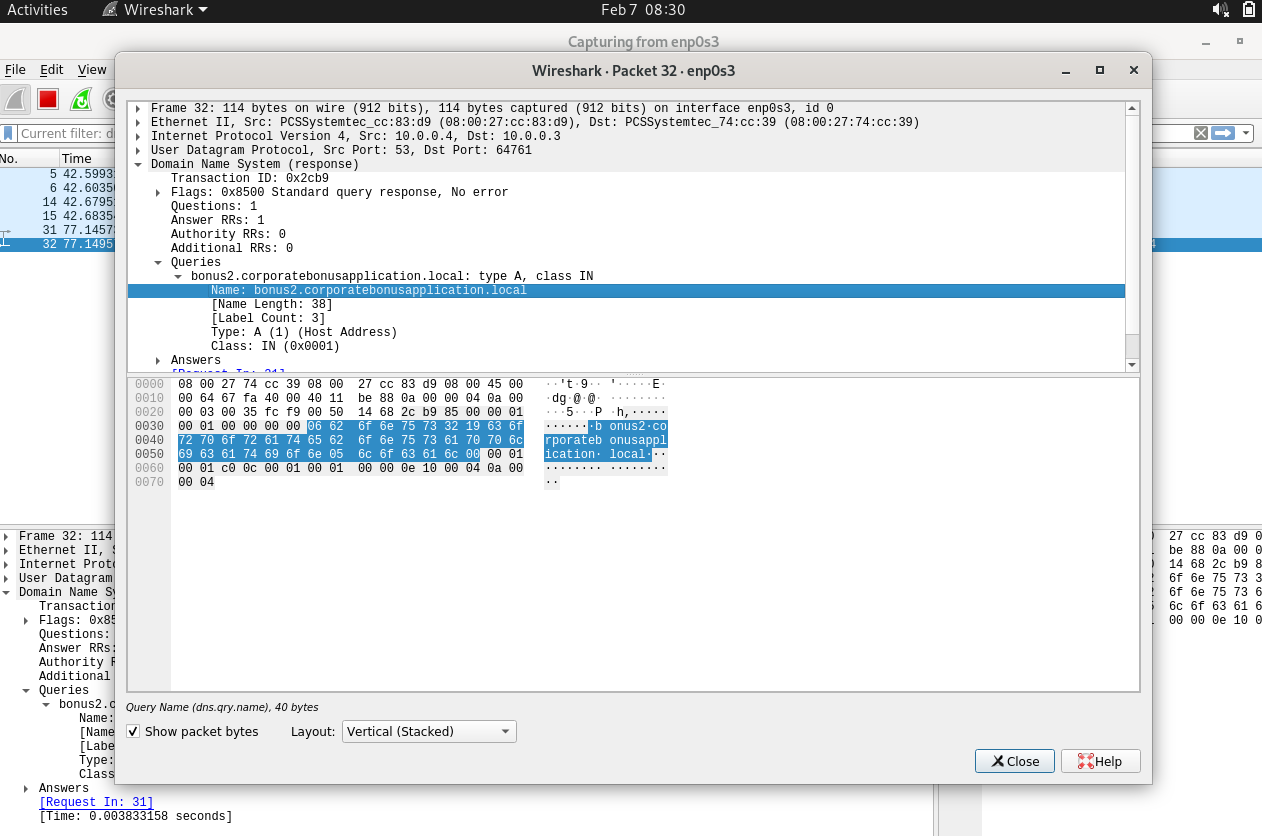 Activities Wireshark Feb 7 08:30
Capturing from enp0s3
File Edit View
Current filter:
No. Time
5 42.5993
6 42.60350
14 42.6795
15 42.68354
31 77.1457
32 77.1495
Wireshark · Packet 32 · enp0s3
Frame 32: 114 bytes on wire (912 bits), 114 bytes captured (912 bits) on interface enp0s3, id 0
Ethernet II, Src: PCSSystemtec_cc:83:d9 (08:00:27:cc:83:d9), Dst: PCSSystemtec_74:cc:39 (08:00:27:74:cc:39)
Internet Protocol Version 4, Src: 10.0.0.4, Dst: 10.0.0.3
User Datagram Protocol, Src Port: 53, Dst Port: 64761
Domain Name System (response)
Transaction ID: 0x2cb9
Flags: 0x8500 Standard query response, No error
Questions: 1
Answer RRs: 1
Authority RRs: 0
Additional RRs: 0
Queries
bonus2.corporatebonusapplication.local: type A, class IN
Name: bonus2.corporatebonusapplication.local
[Name Length: 38]
[Label Count: 3]
Type: A (1) (Host Address)
Class: IN (0x0001)
Answers
[Request In: 31]
0000 08 00 27 74 cc 39 08 00 27 cc 83 d9 08 00 45 00 ··'t·9·· '·····E·
0010 00 64 67 fa 40 00 40 11 be 88 0a 00 00 04 0a 00 ·dg·@·@· ········
0020 00 03 00 35 fc f9 00 50 14 68 2c b9 85 00 00 01 ···5···P ·h,·····
0030 00 01 00 00 00 00 06 62 6f 6e 75 73 32 19 63 6f ·······b onus2·co
0040 72 70 6f 72 61 74 65 62 6f 6e 75 73 61 70 70 6c rporateb onusappl
0050 69 63 61 74 69 6f 6e 05 6c 6f 63 61 6c 00 00 01 ication· local···
0060 00 01 c0 0c 00 01 00 01 00 00 0e 10 00 04 0a 00 ········ ········
0070 00 04 ··
Query Name (dns.qry.name), 40 bytes
Show packet bytes Layout: Vertical (Stacked)
Close Help
Frame 32: 114
Ethernet II,
Internet Proto
User Datagram
Domain Name Sy
Transaction
Flags: 0x85
Questions:
Answer RRs:
Authority
Additional
Queries
bonus2.c
Name:
[Name
[Labe
Type:
Class
Answers
[Request In: 31]
[Time: 0.003833158 seconds]
27 cc 83 d9 0
be 88 0a 00 0
14 68 2c b9 8
6f 6e 75 73 3
6f 6e 75 73 6
6c 6f 63 61 6
00 00 0e 10 0